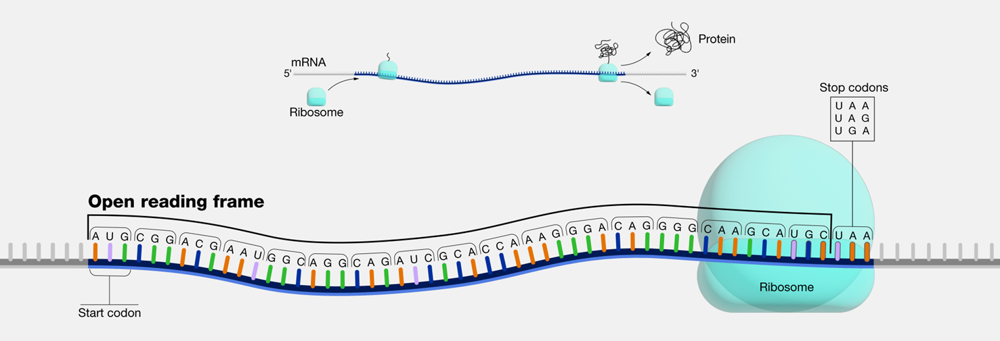 mRNA
5'
3'
Protein
Ribosome
Stop codons
U A A
U A G
U G A
Open reading frame
A U G C G G A C G A A U G G C A G G C A G A U C G C A C C A A A G G G A C A G G G G C A A G C A U G C U A A
Ribosome
Start codon